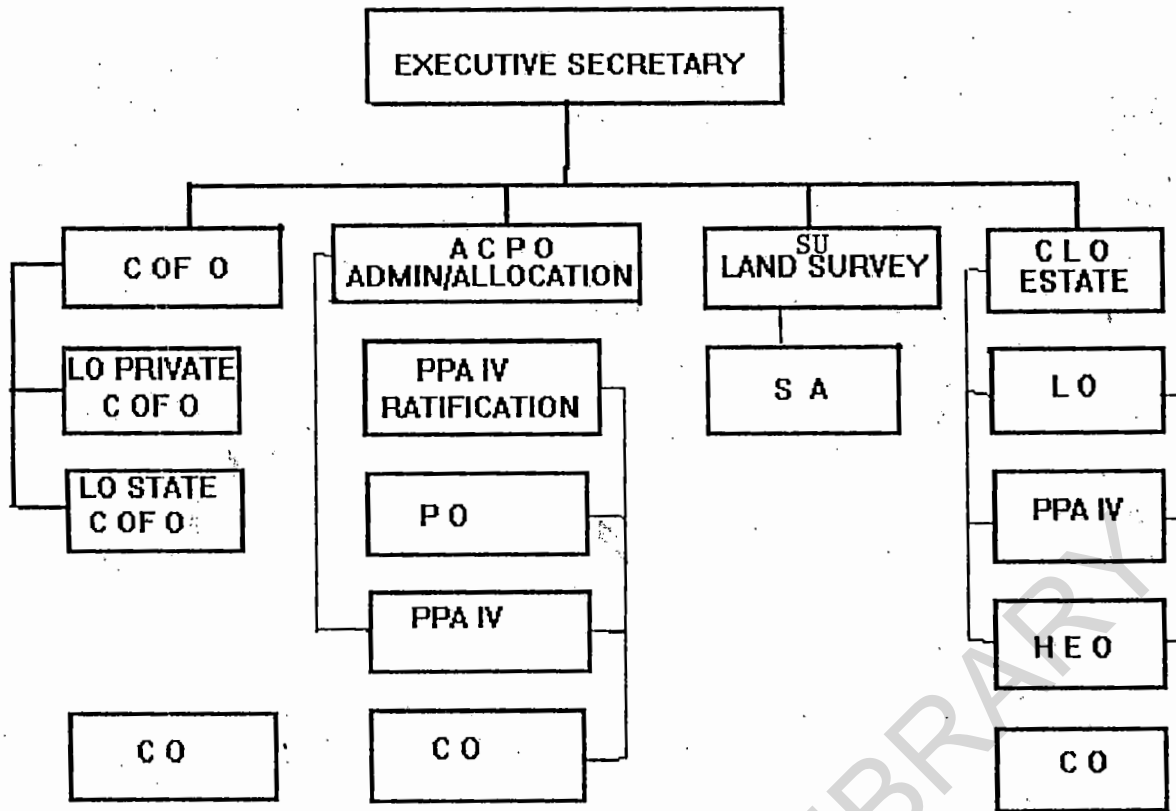 EXECUTIVE SECRETARY
C OF O
A C P O
ADMIN/ALLOCATION
SU
LAND SURVEY
C L O
ESTATE
LO PRIVATE
C OF O
PPA IV
RATIFICATION
S A
L O
LO STATE
C OF O
P O
PPA IV
PPA IV
H E O
C O
C O
C O
IBRARY